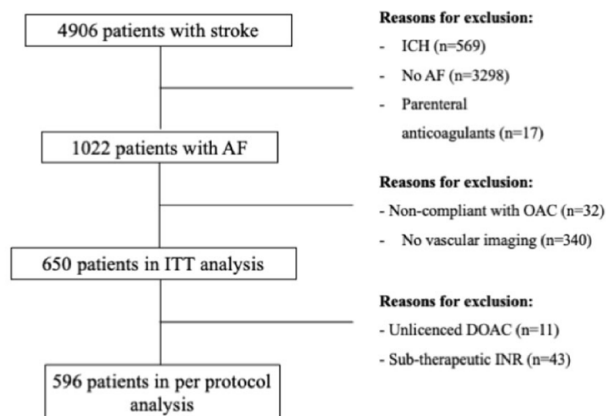 4906 patients with stroke
Reasons for exclusion:
- ICH (n=569)
- No AF (n=3298)
- Parenteral
anticoagulants (n=17)
1022 patients with AF
Reasons for exclusion:
- Non-compliant with OAC (n=32)
- No vascular imaging (n=340)
650 patients in ITT analysis
Reasons for exclusion:
- Unlicenced DOAC (n=11)
- Sub-therapeutic INR (n=43)
596 patients in per protocol
analysis